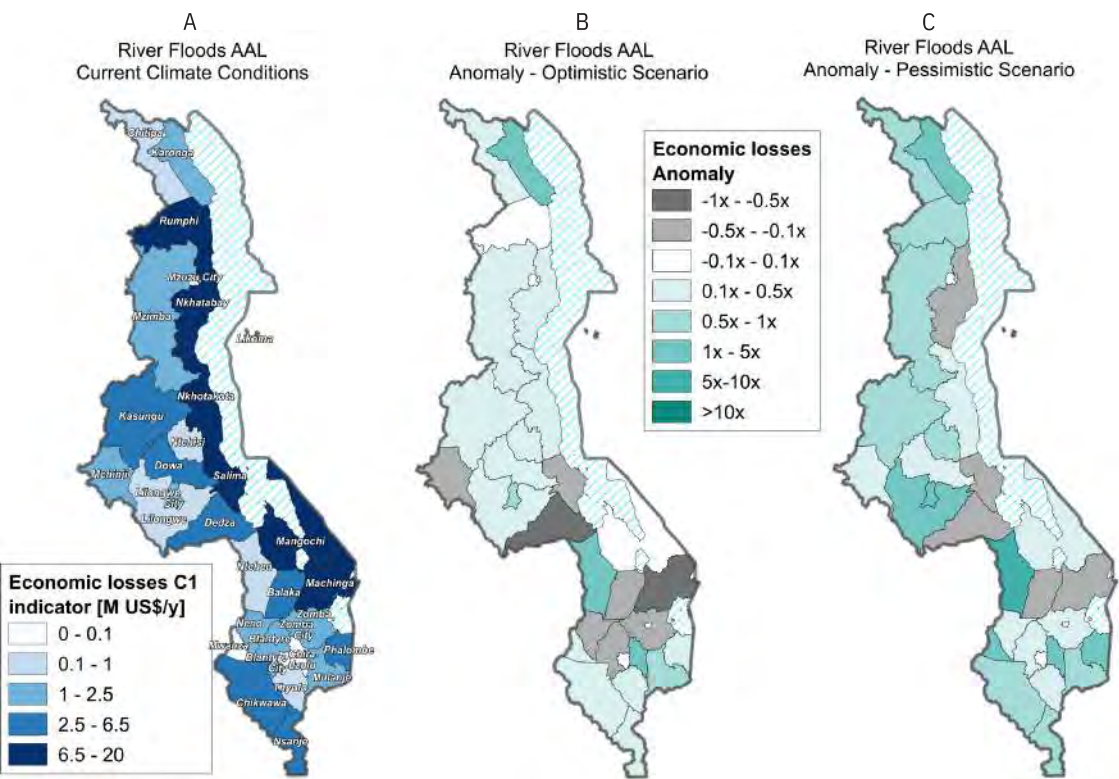 A
River Floods AAL
Current Climate Conditions
Chitipa
Karonga
Rumphi
Mzuzu City
Nkhatabay
Mzimba
Likoma
Nkhotakota
Kasungu
Ntchisi
Dowa
Mchinji
Salima
Lilongwe
City
Lilongwe
Dedza
Mangochi
Ntcheu
Machinga
Balaka
Zomba
Neno
Zomba
City
Mwanza
Blantyre
Phalombe
Blantyre
City
Mulanje
Thyolo
Chikwawa
Nsanje
Economic losses C1
indicator [M US$/y]
0 - 0.1
0.1 - 1
1 - 2.5
2.5 - 6.5
6.5 - 20
B
River Floods AAL
Anomaly - Optimistic Scenario
Economic losses
Anomaly
-1x - -0.5x
-0.5x - -0.1x
-0.1x - 0.1x
0.1x - 0.5x
0.5x - 1x
1x - 5x
5x-10x
>10x
C
River Floods AAL
Anomaly - Pessimistic Scenario